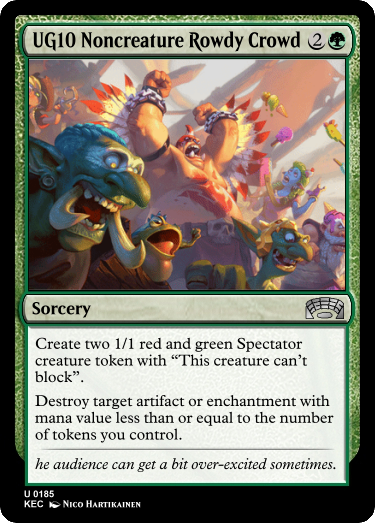 UG10 Noncreature Rowdy Crowd 2
Sorcery
Create two 1/1 red and green Spectator
creature token with “This creature can’t
block”.
Destroy target artifact or enchantment with
mana value less than or equal to the number
of tokens you control.
he audience can get a bit over-excited sometimes.
U 0185
KEC Nico Hartikainen